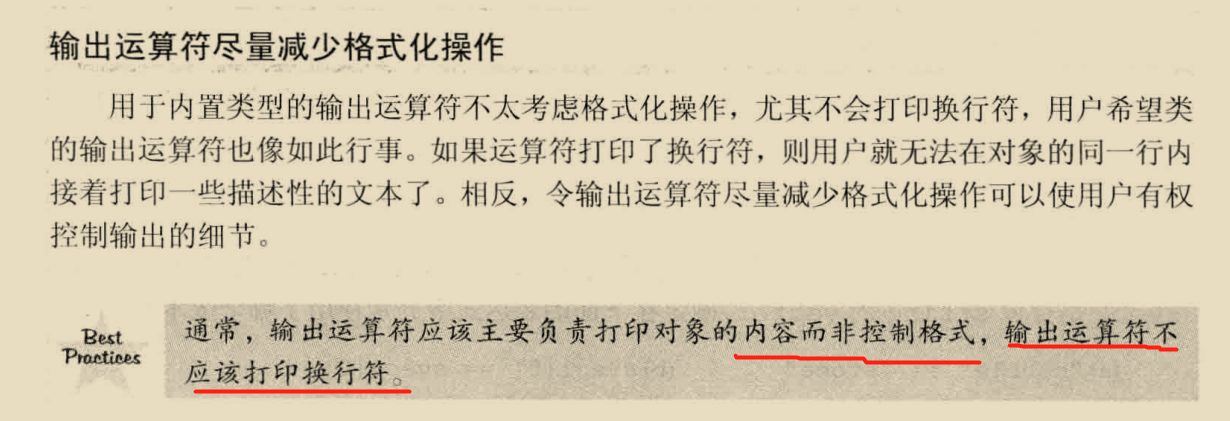 输出运算符尽量减少格式化操作
用于内置类型的输出运算符不太考虑格式化操作，尤其不会打印换行符，用户希望类
的输出运算符也像如此行事。如果运算符打印了换行符，则用户就无法在对象的同一行内
接着打印一些描述性的文本了。相反，令输出运算符尽量减少格式化操作可以使用户有权
控制输出的细节。
Best
Practices
通常，输出运算符应该主要负责打印对象的内容而非控制格式，输出运算符不
应该打印换行符。